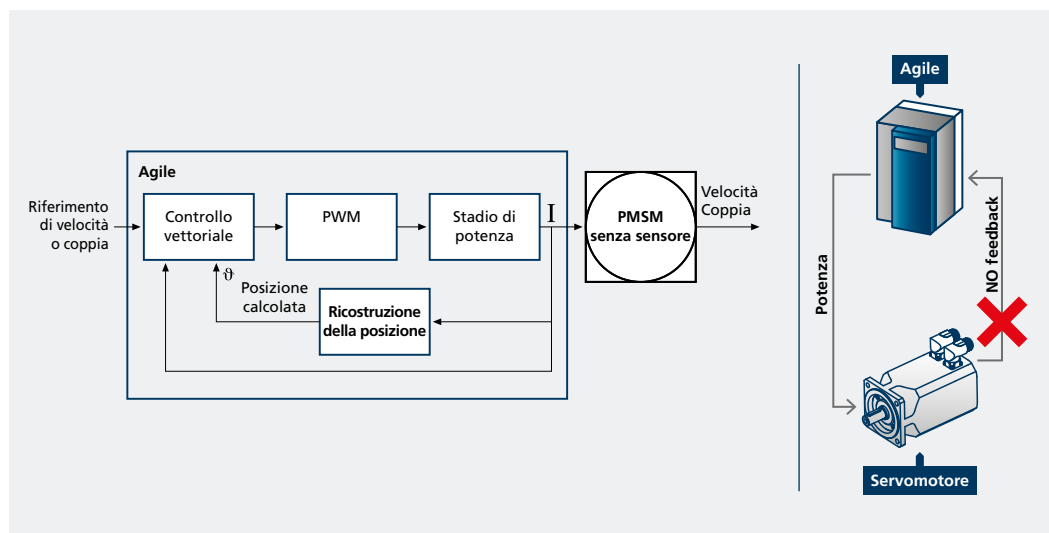 Agile
Riferimento
di velocità
o coppia
Controllo
vettoriale
PWM
Stadio di
potenza
I
PMSM
senza sensore
Velocità
Coppia
ϑ
Posizione
calcolata
Ricostruzione
della posizione
Agile
Potenza
NO feedback
Servomotore